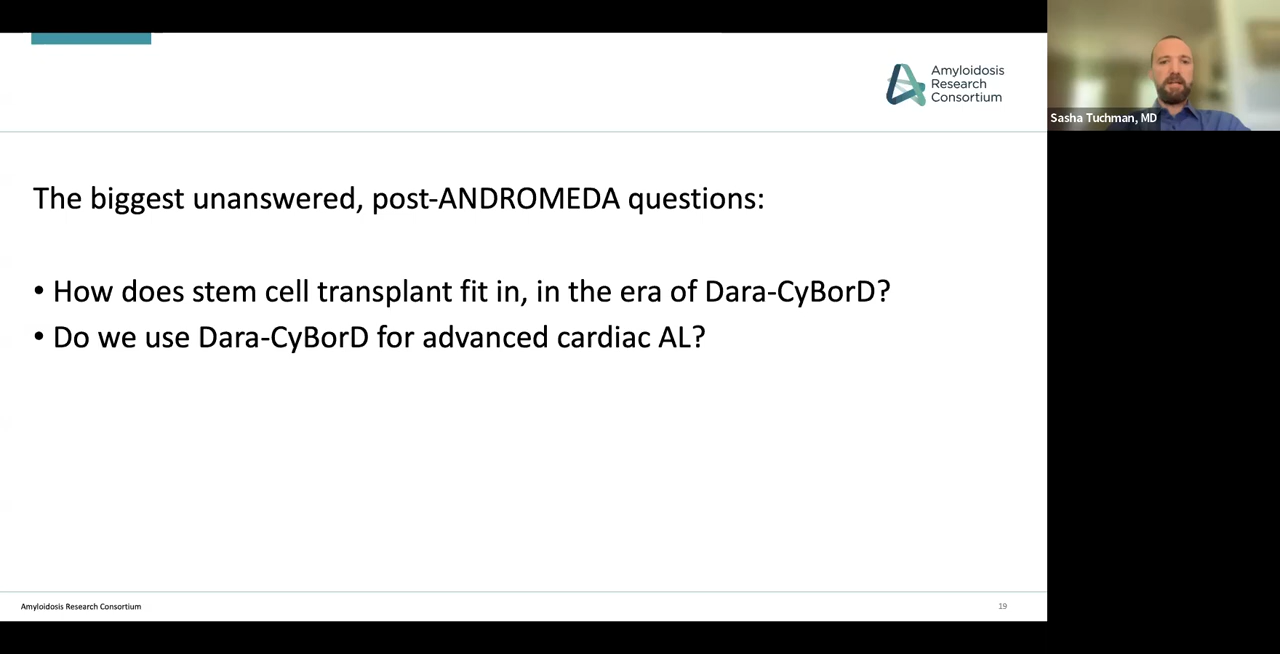 Amyloidosis
Research
Consortium
Sasha Tuchman, MD
The biggest unanswered, post-ANDROMEDA questions:
• How does stem cell transplant fit in, in the era of Dara-CyBorD?
• Do we use Dara-CyBorD for advanced cardiac AL?
Amyloidosis Research Consortium
19